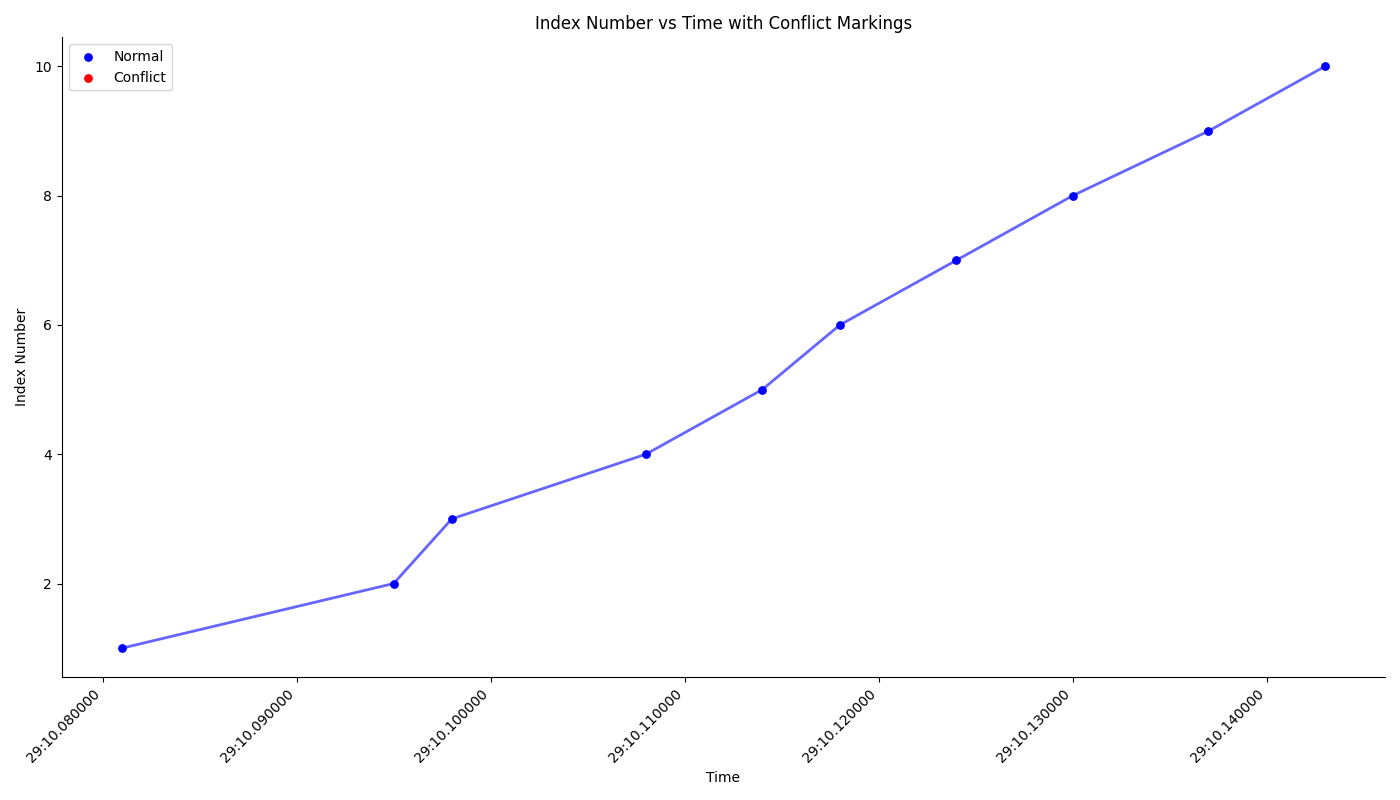 Index Number vs Time with Conflict Markings
Normal
Conflict
10
8
6
4
2
Index Number
29:10.080000
29:10.090000
29:10.100000
29:10.110000
29:10.120000
29:10.130000
29:10.140000
Time